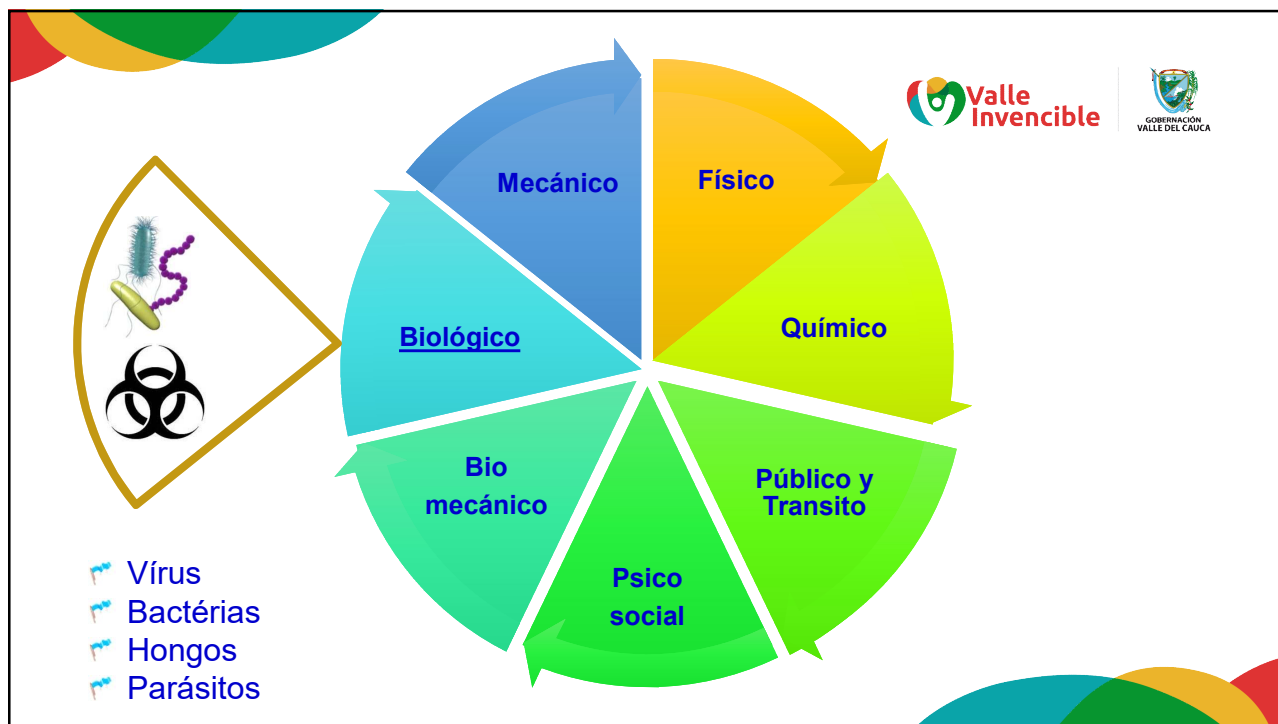 Valle
Invencible
GOBERNACIÓN
VALLE DEL CAUCA
Mecánico
Físico
Biológico
Químico
Bio
mecánico
Público y
Transito
Psico
social
Vírus
Bactérias
Hongos
Parásitos